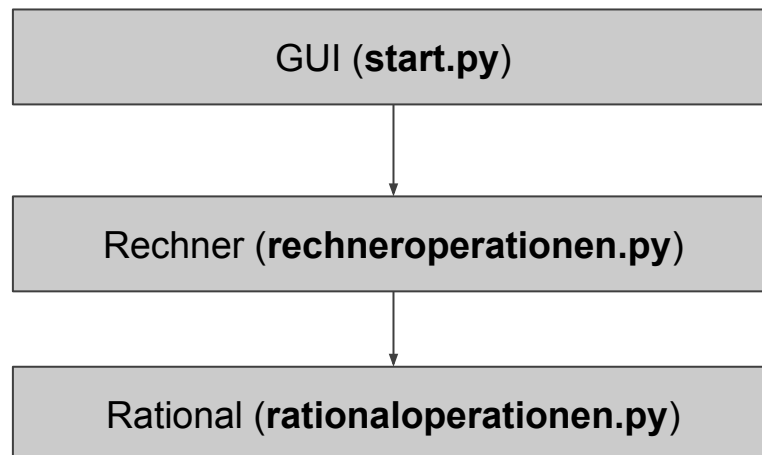 GUI (start.py)
Rechner (rechneroperationen.py)
Rational (rationaloperationen.py)